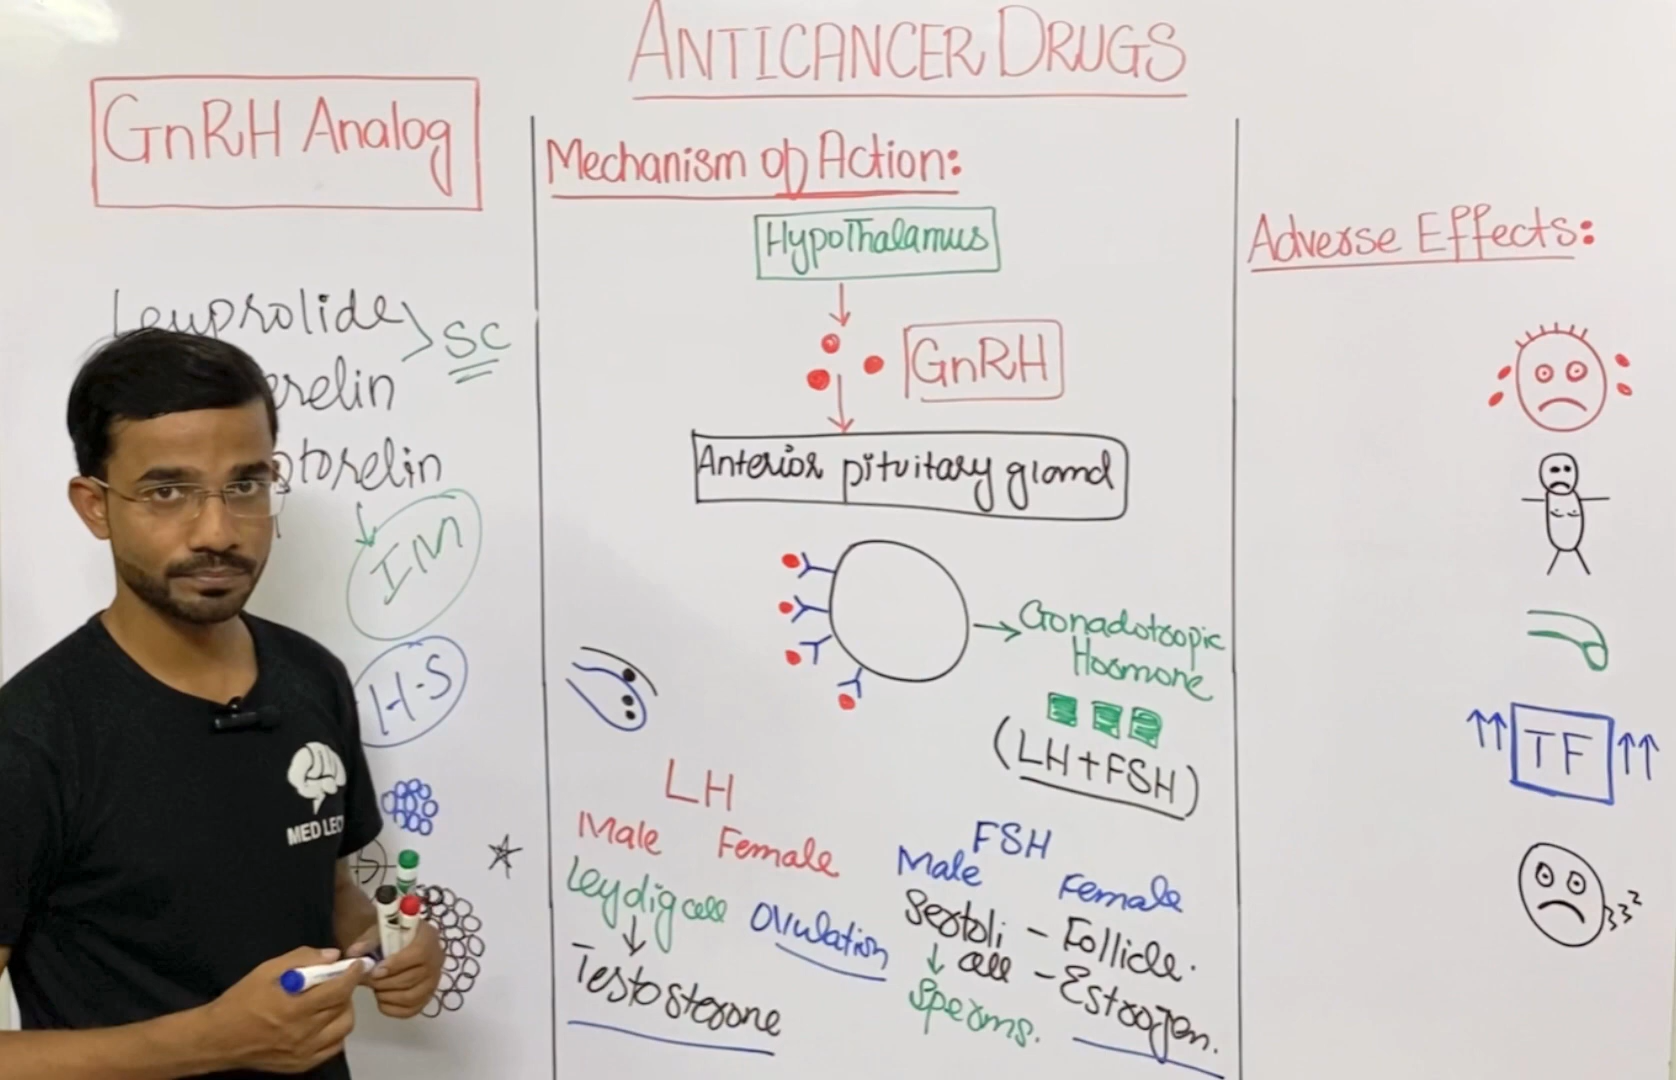 ANTICANCER DRUGS
GnRH Analog
Leuprolide
SC
relin
torelin
IM
H-S
MED LEC
Mechanism of Action:
Hypothalamus
GnRH
Anterior pituitary gland
Gonadotropic
Hormone
(LH+FSH)
LH
Male Female
Leydig cell Ovulation
Testosterone
FSH
Male Female
Sertoli - Follicle.
cell - Estrogen.
Sperms.
Adverse Effects:
TF